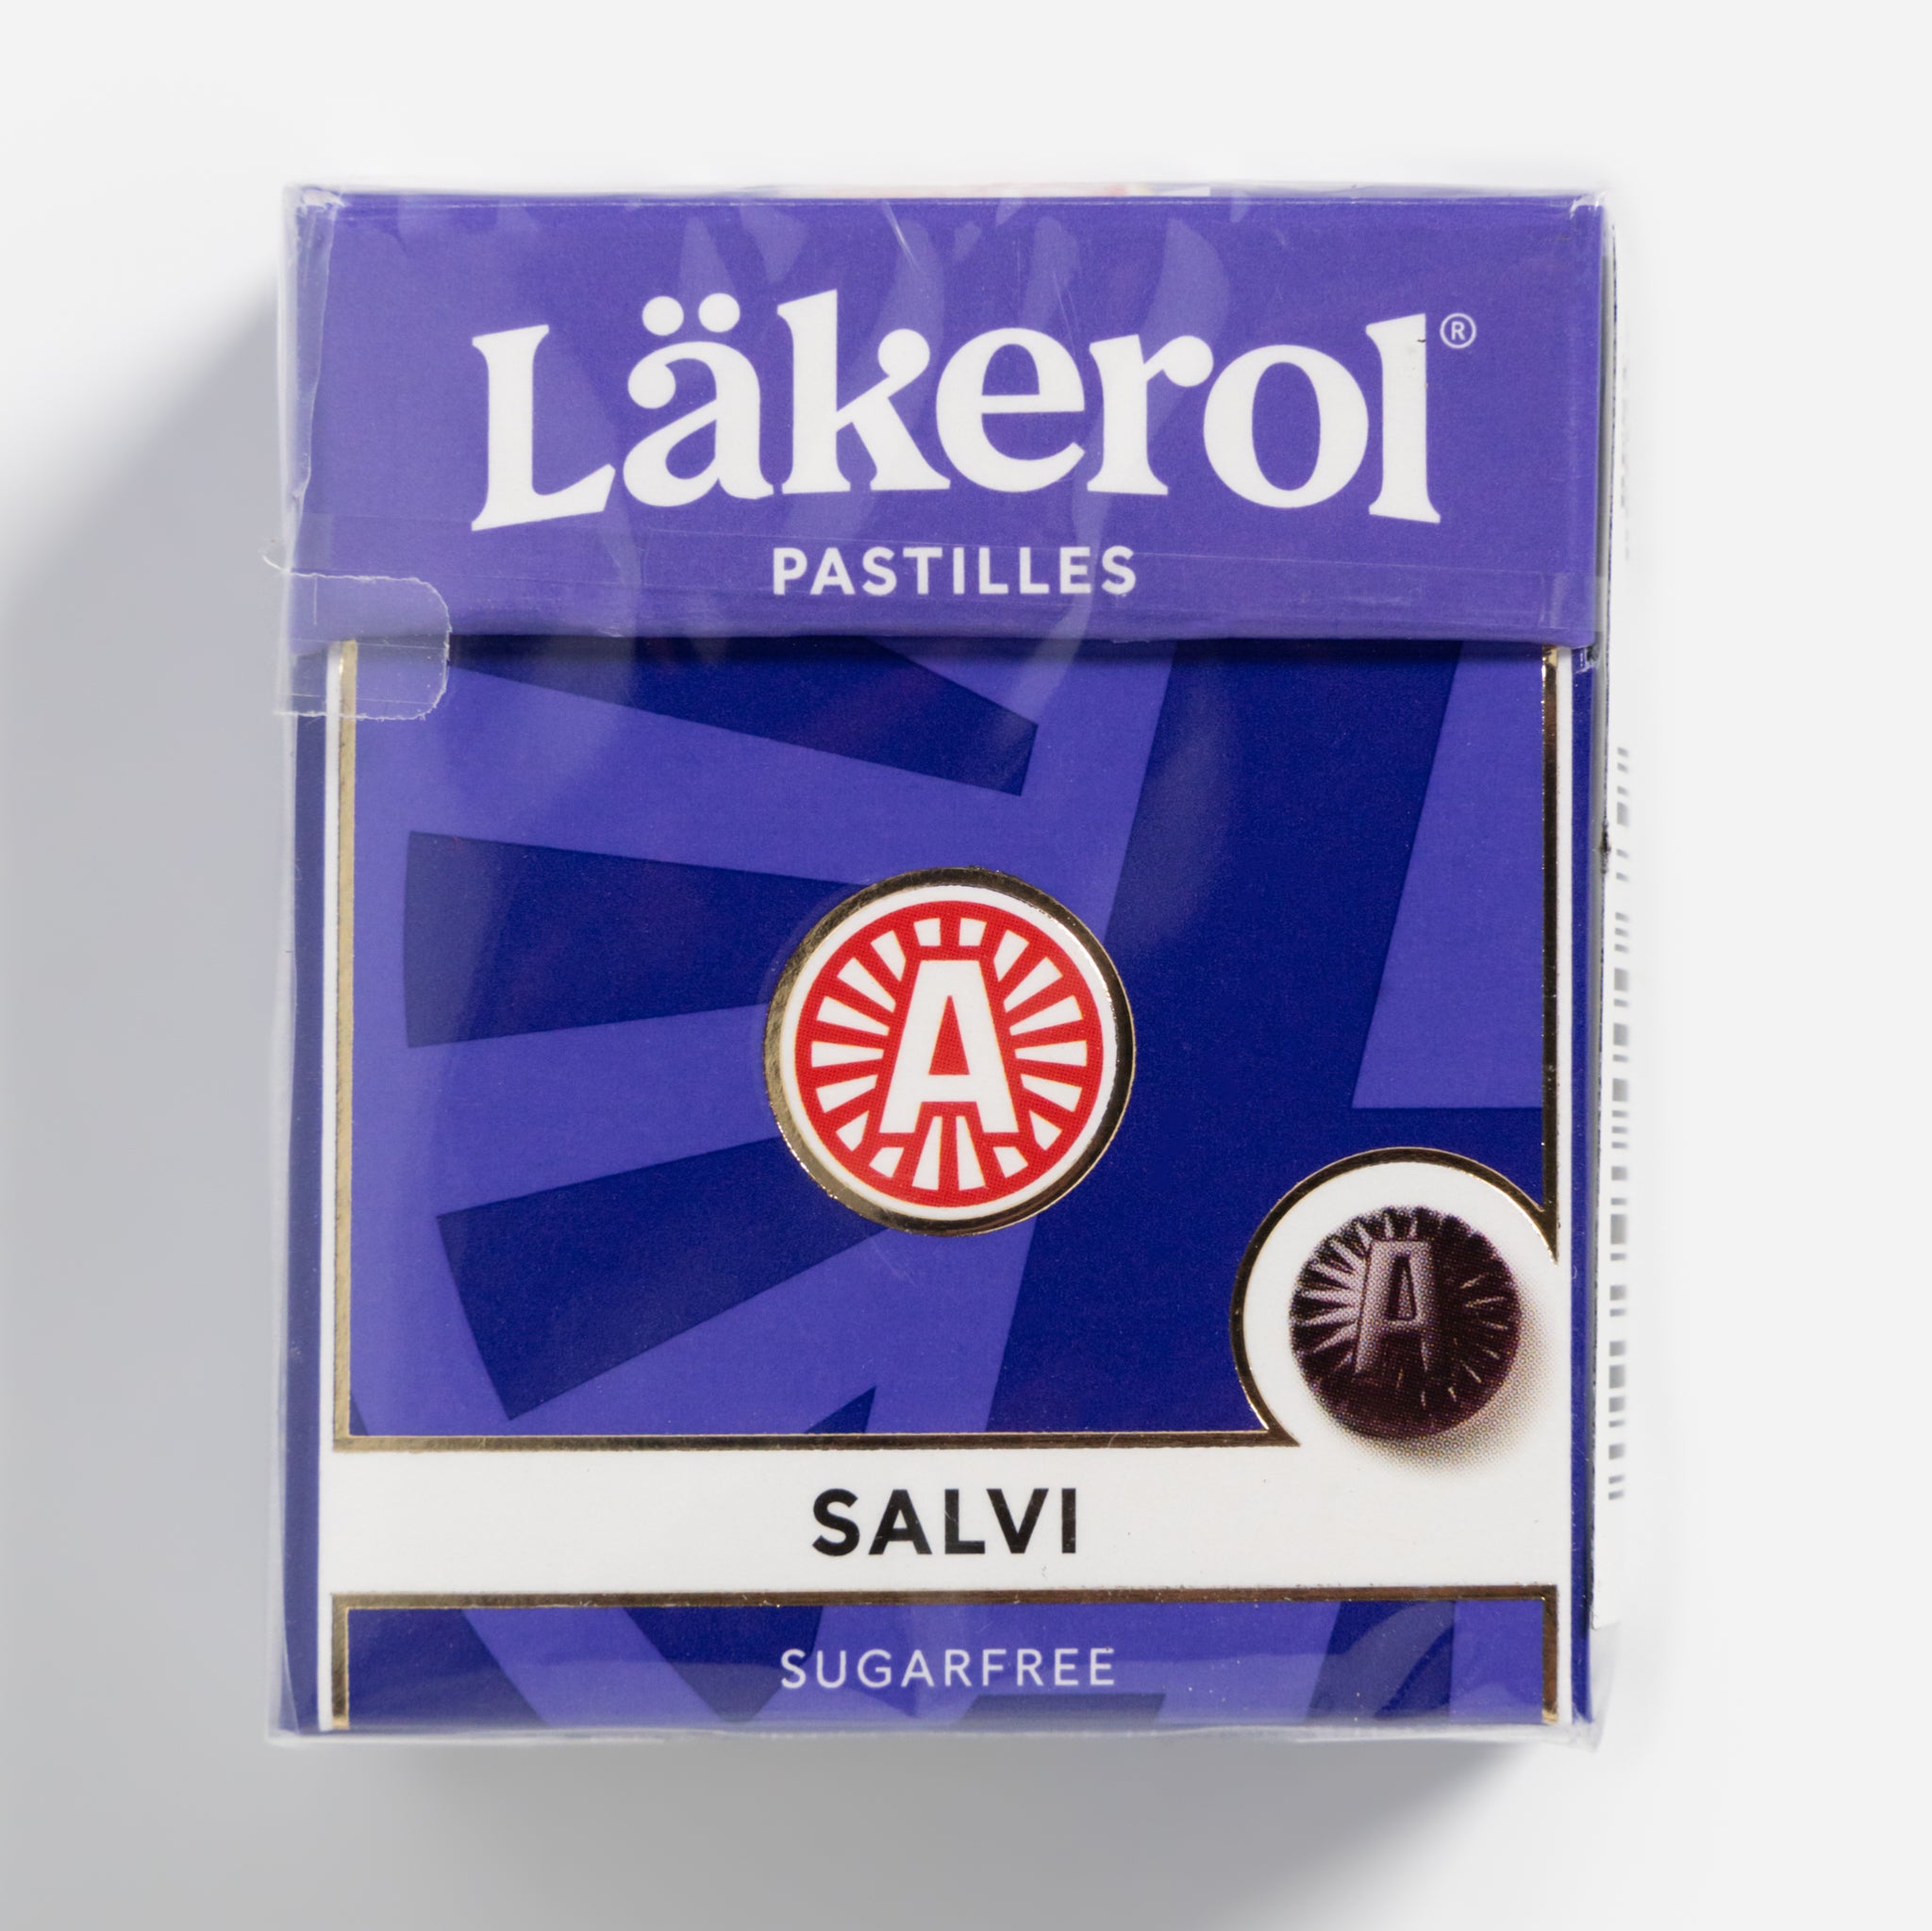 Läkerol®
PASTILLES
A
A
SALVI
SUGARFREE